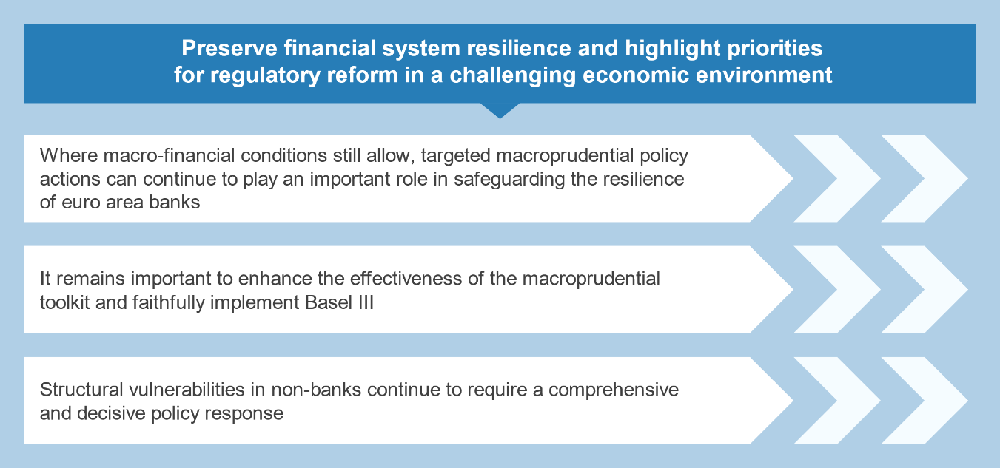 Preserve financial system resilience and highlight priorities
for regulatory reform in a challenging economic environment
Where macro-financial conditions still allow, targeted macroprudential policy
actions can continue to play an important role in safeguarding the resilience
of euro area banks
It remains important to enhance the effectiveness of the macroprudential
toolkit and faithfully implement Basel III
Structural vulnerabilities in non-banks continue to require a comprehensive
and decisive policy response